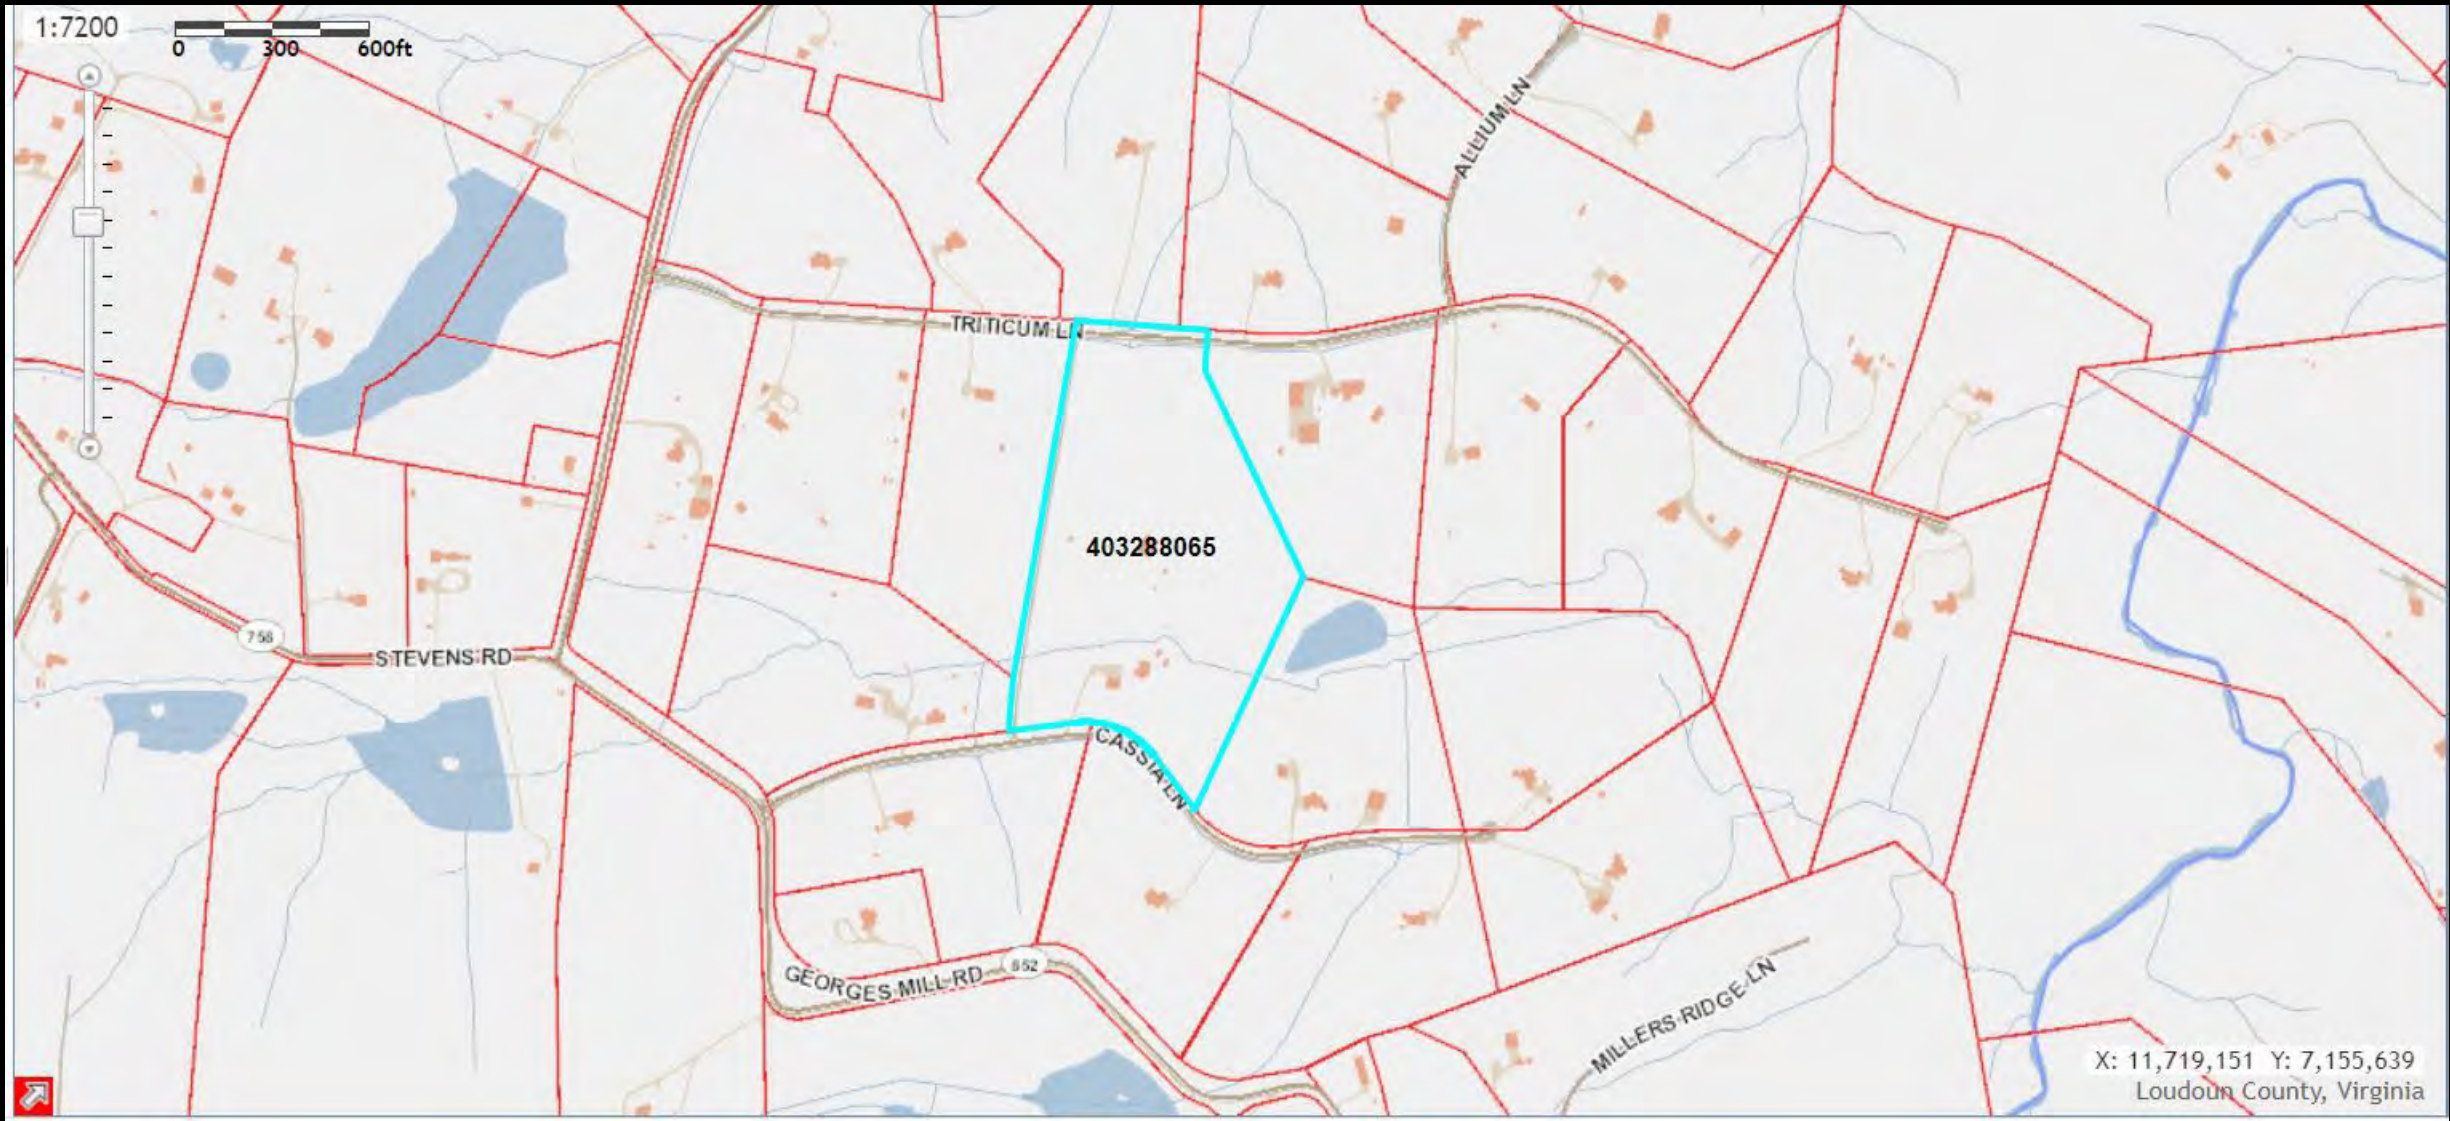 1:7200
0 300 600ft
ALLIUM LN
TRITICUM LN
403288065
758
STEVENS RD
CASSIA LN
GEORGES MILL RD
852
MILLERS RIDGE LN
X: 11,719,151 Y: 7,155,639
Loudoun County, Virginia